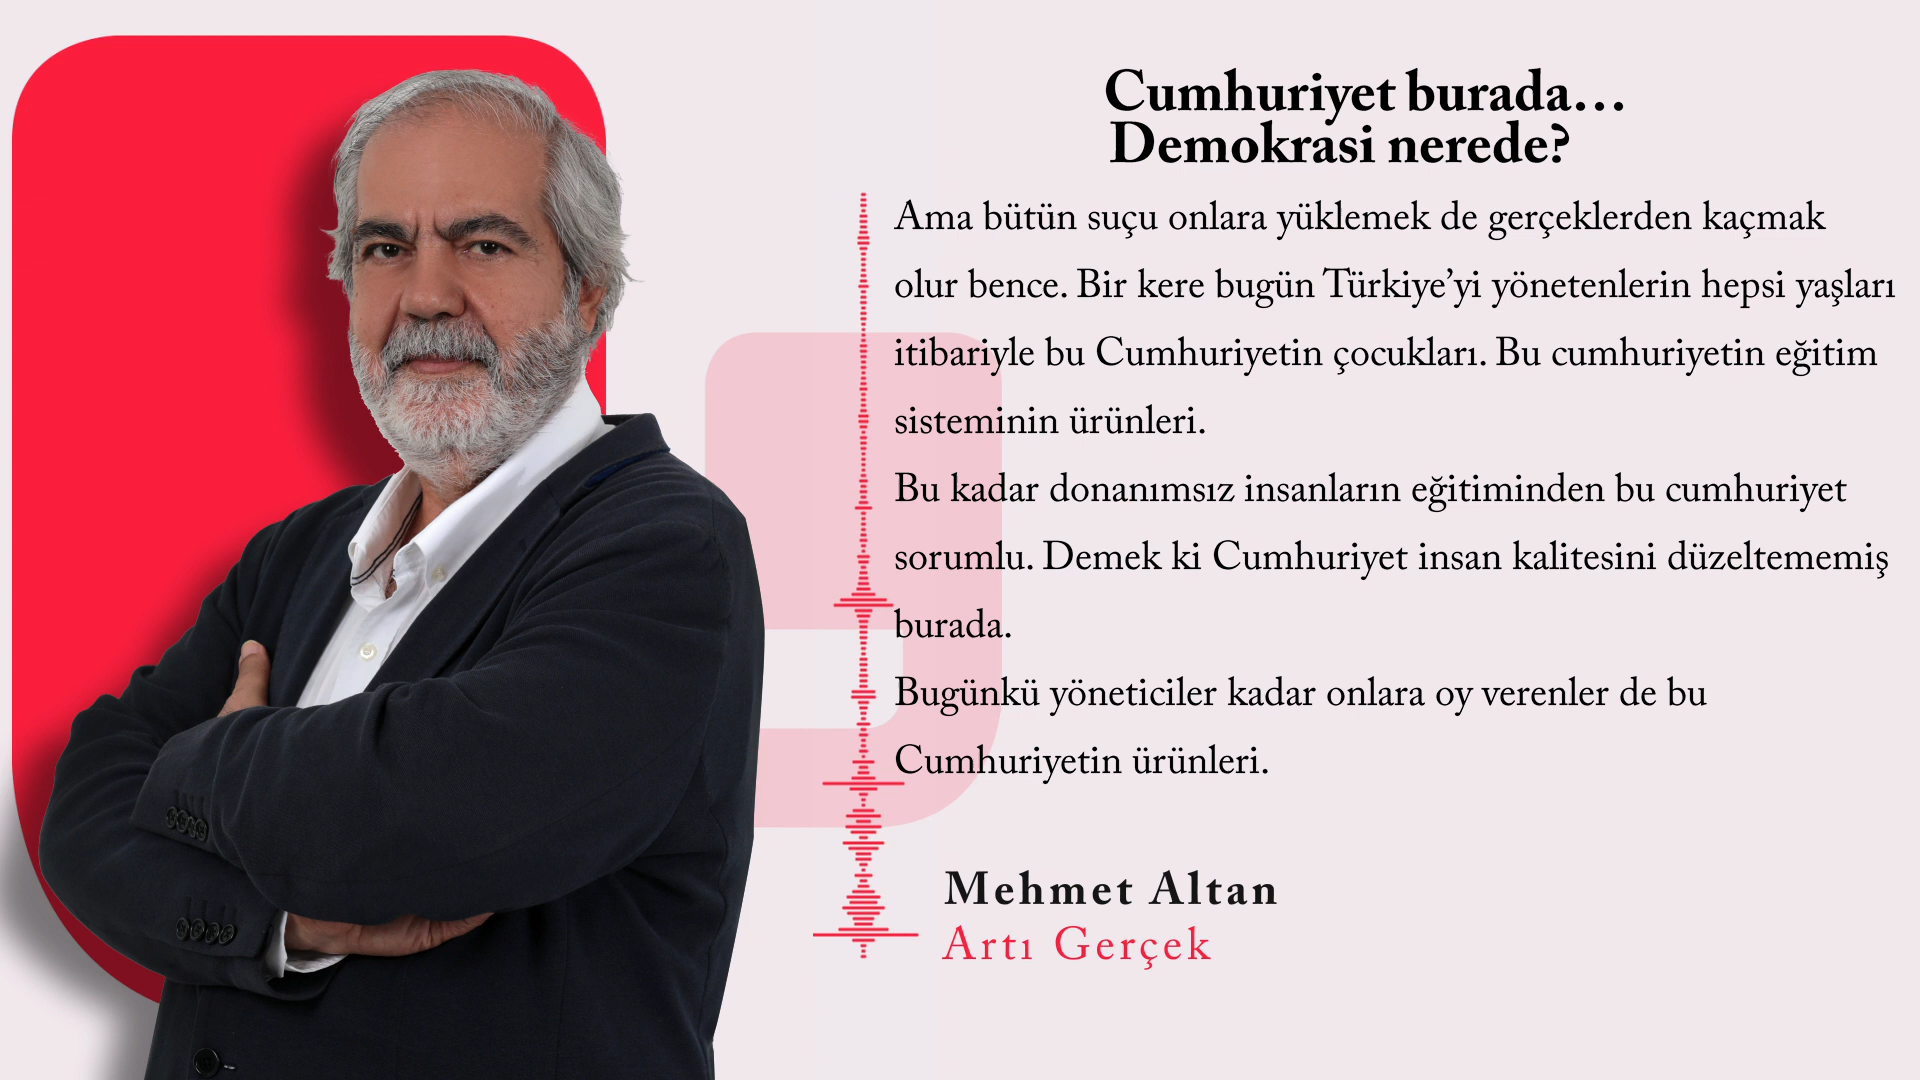 Cumhuriyet burada…
Demokrasi nerede?
Ama bütün suçu onlara yüklemek de gerçeklerden kaçmak
olur bence. Bir kere bugün Türkiye’yi yönetenlerin hepsi yaşları
itibariyle bu Cumhuriyetin çocukları. Bu cumhuriyetin eğitim
sisteminin ürünleri.
Bu kadar donanımsız insanların eğitiminden bu cumhuriyet
sorumlu. Demek ki Cumhuriyet insan kalitesini düzeltememiş
burada.
Bugünkü yöneticiler kadar onlara oy verenler de bu
Cumhuriyetin ürünleri.
Mehmet Altan
Artı Gerçek